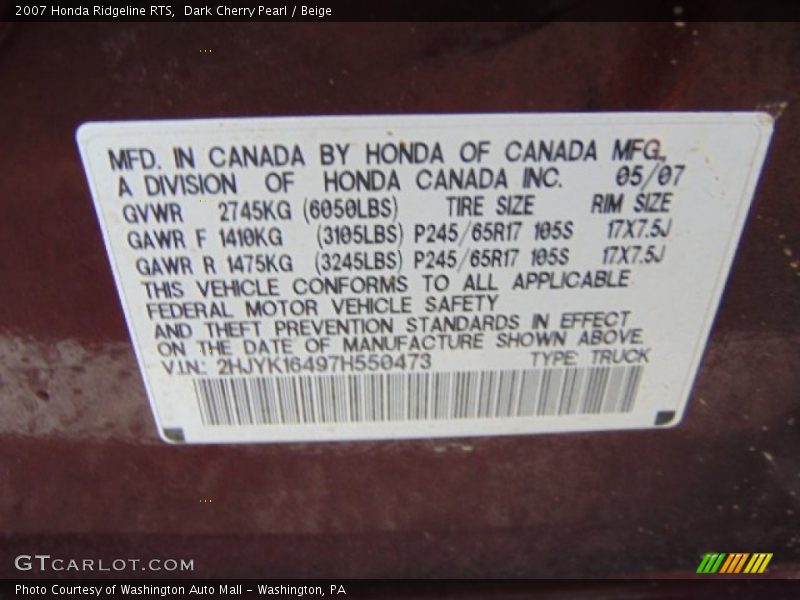 2007 Honda Ridgeline RTS,  Dark Cherry Pearl / Beige
MFD. IN CANADA BY HONDA OF CANADA MFG.,
A DIVISION OF HONDA CANADA INC. 05/07
GVWR 2745KG (6050LBS) TIRE SIZE RIM SIZE
GAWR F 1410KG (3105LBS) P245/65R17 105S 17X7.5J
GAWR R 1475KG (3245LBS) P245/65R17 105S 17X7.5J
THIS VEHICLE CONFORMS TO ALL APPLICABLE
FEDERAL MOTOR VEHICLE SAFETY
AND THEFT PREVENTION STANDARDS IN EFFECT
ON THE DATE OF MANUFACTURE SHOWN ABOVE.
V.I.N.: 2HJYK16497H550473 TYPE: TRUCK
GTCARLOT.COM
Photo Courtesy of Washington Auto Mall - Washington, PA